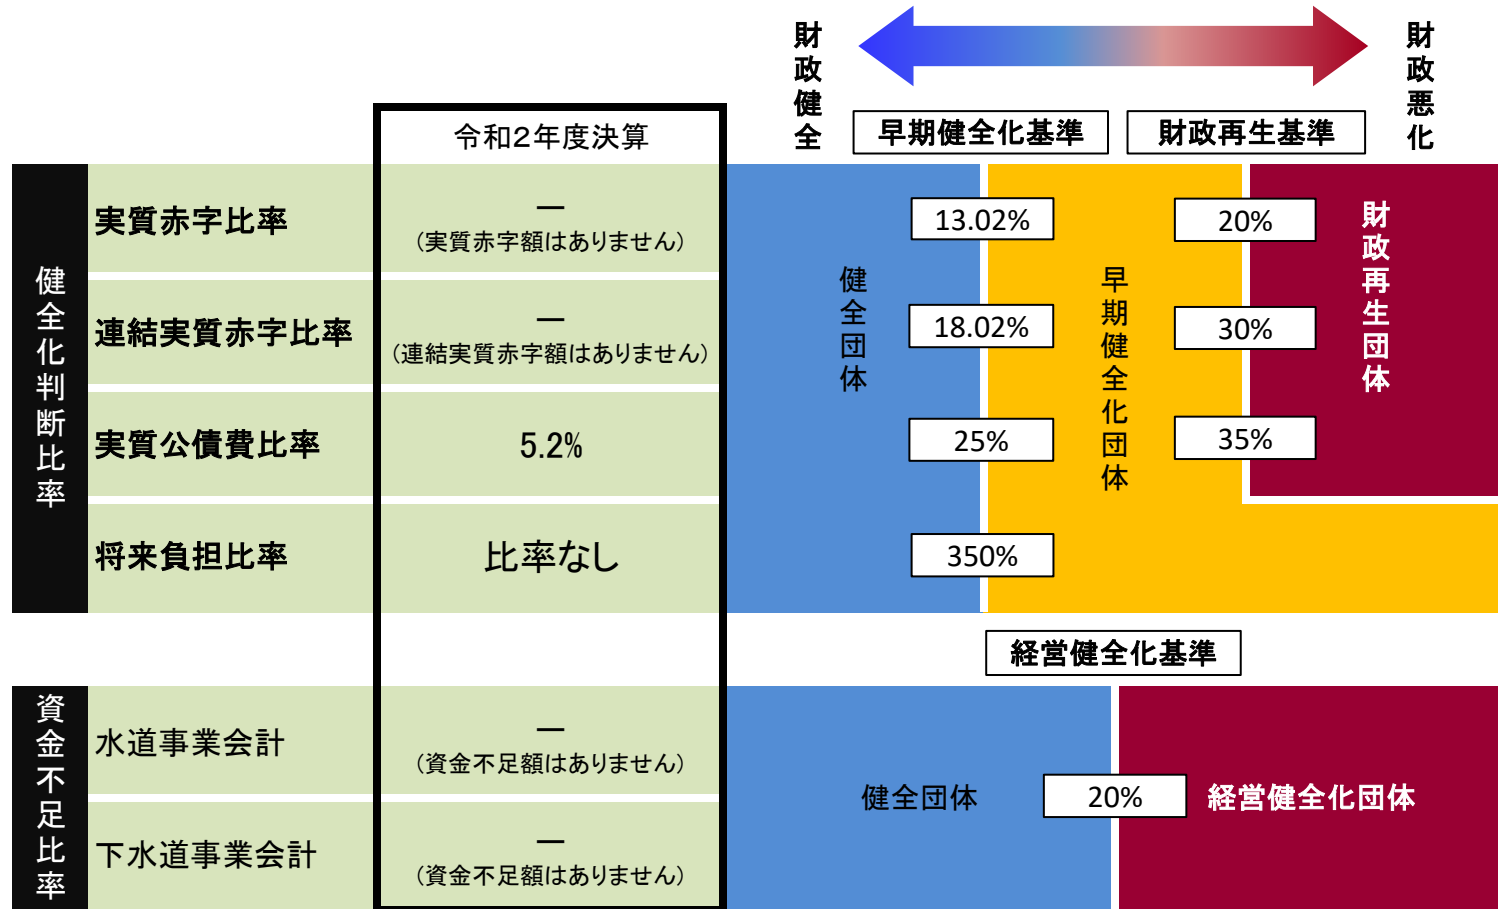 財政健全
財政悪化
早期健全化基準
財政再生基準
令和2年度決算
健全化判断比率
実質赤字比率
―
（実質赤字額はありません）
13.02%
20%
連結実質赤字比率
―
（連結実質赤字額はありません）
18.02%
30%
実質公債費比率
5.2%
25%
35%
将来負担比率
比率なし
350%
健全団体
早期健全化団体
財政再生団体
経営健全化基準
資金不足比率
水道事業会計
―
（資金不足額はありません）
下水道事業会計
―
（資金不足額はありません）
健全団体
20%
経営健全化団体